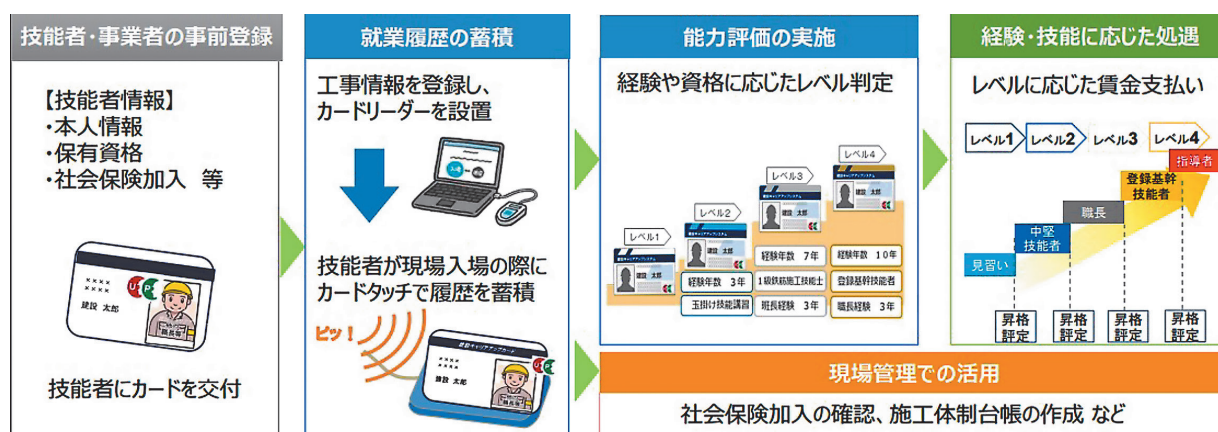 技能者・事業者の事前登録
【技能者情報】
・本人情報
・保有資格
・社会保険加入 等
建設 太郎
技能者にカードを交付
就業履歴の蓄積
工事情報を登録し、
カードリーダーを設置
技能者が現場入場の際に
カードタッチで履歴を蓄積
ピッ！
建設キャリアアップカード
建設 太郎
能力評価の実施
経験や資格に応じたレベル判定
レベル1
レベル2
経験年数 3年
玉掛け技能講習
レベル3
経験年数 7年
1級鉄筋施工技能士
班長経験 3年
レベル4
経験年数 10年
登録基幹技能者
職長経験 3年
経験・技能に応じた処遇
レベルに応じた賃金支払い
レベル1
レベル2
レベル3
レベル4
指導者
登録基幹
技能者
職長
中堅
技能者
見習い
昇格
評定
昇格
評定
昇格
評定
昇格
評定
現場管理での活用
社会保険加入の確認、施工体制台帳の作成 など